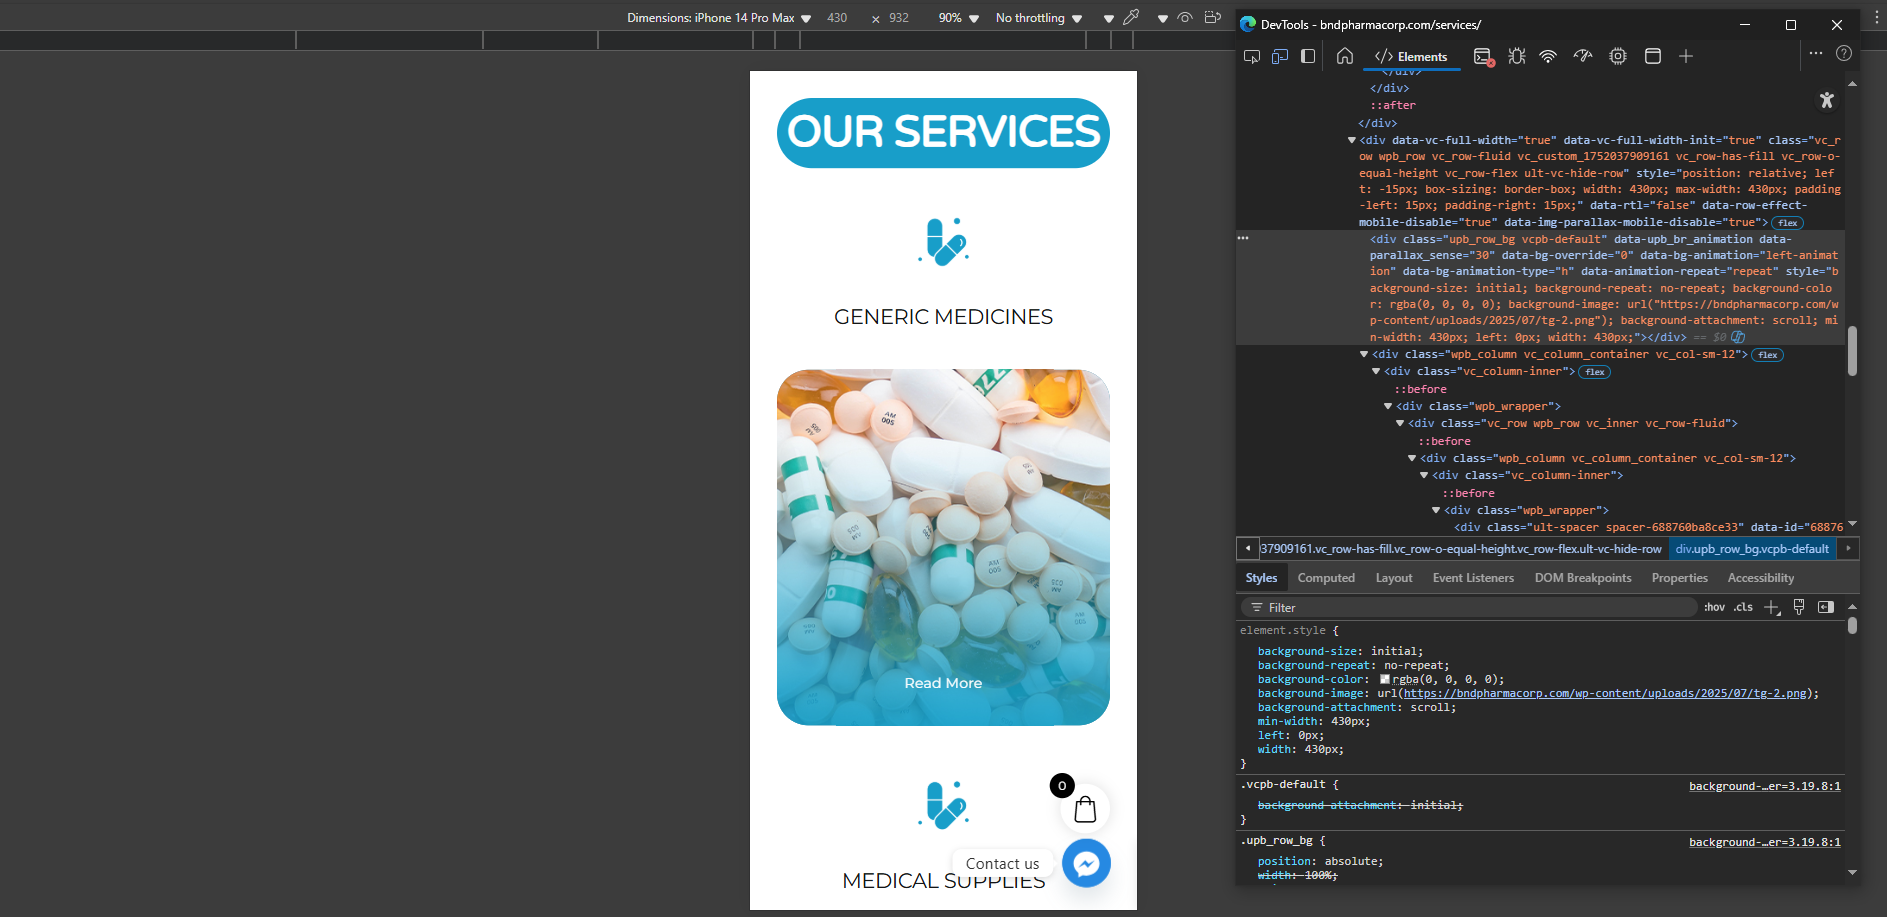 Dimensions: iPhone 14 Pro Max 430 × 932 90% No throttling
OUR SERVICES
GENERIC MEDICINES
AM
005
Read More
0
Contact us
MEDICAL SUPPLIES
DevTools - bndpharmacorp.com/services/
Elements
</div>
</div>
::after
</div>
<div data-vc-full-width="true" data-vc-full-width-init="true" class="vc_r
ow wpb_row vc_row-fluid vc_custom_1752037909161 vc_row-has-fill vc_row-o-
equal-height vc_row-flex ult-vc-hide-row" style="position: relative; lef
t: -15px; box-sizing: border-box; width: 430px; max-width: 430px; padding
-left: 15px; padding-right: 15px;" data-rtl="false" data-row-effect-
mobile-disable="true" data-img-parallax-mobile-disable="true"> flex
<div class="upb_row_bg vcpb-default" data-upb_br_animation data-
parallax_sense="30" data-bg-override="0" data-bg-animation="left-animat
ion" data-bg-animation-type="h" data-animation-repeat="repeat" style="b
ackground-size: initial; background-repeat: no-repeat; background-colo
r: rgba(0, 0, 0, 0); background-image: url("https://bndpharmacorp.com/w
p-content/uploads/2025/07/tg-2.png"); background-attachment: scroll; mi
n-width: 430px; left: 0px; width: 430px;"></div> == $0
<div class="wpb_column vc_column_container vc_col-sm-12"> flex
<div class="vc_column-inner"> flex
::before
<div class="wpb_wrapper">
<div class="vc_row wpb_row vc_inner vc_row-fluid">
::before
<div class="wpb_column vc_column_container vc_col-sm-12">
<div class="vc_column-inner">
::before
<div class="wpb_wrapper">
<div class="ult-spacer spacer-688760ba8ce33" data-id="68876
37909161.vc_row-has-fill.vc_row-o-equal-height.vc_row-flex.ult-vc-hide-row div.upb_row_bg.vcpb-default
Styles Computed Layout Event Listeners DOM Breakpoints Properties Accessibility
Filter :hov .cls
element.style {
background-size: initial;
background-repeat: no-repeat;
background-color: rgba(0, 0, 0, 0);
background-image: url(https://bndpharmacorp.com/wp-content/uploads/2025/07/tg-2.png);
background-attachment: scroll;
min-width: 430px;
left: 0px;
width: 430px;
}
.vcpb-default { background-…er=3.19.8:1
background-attachment: initial;
}
.upb_row_bg { background-…er=3.19.8:1
position: absolute;
width: 100%;